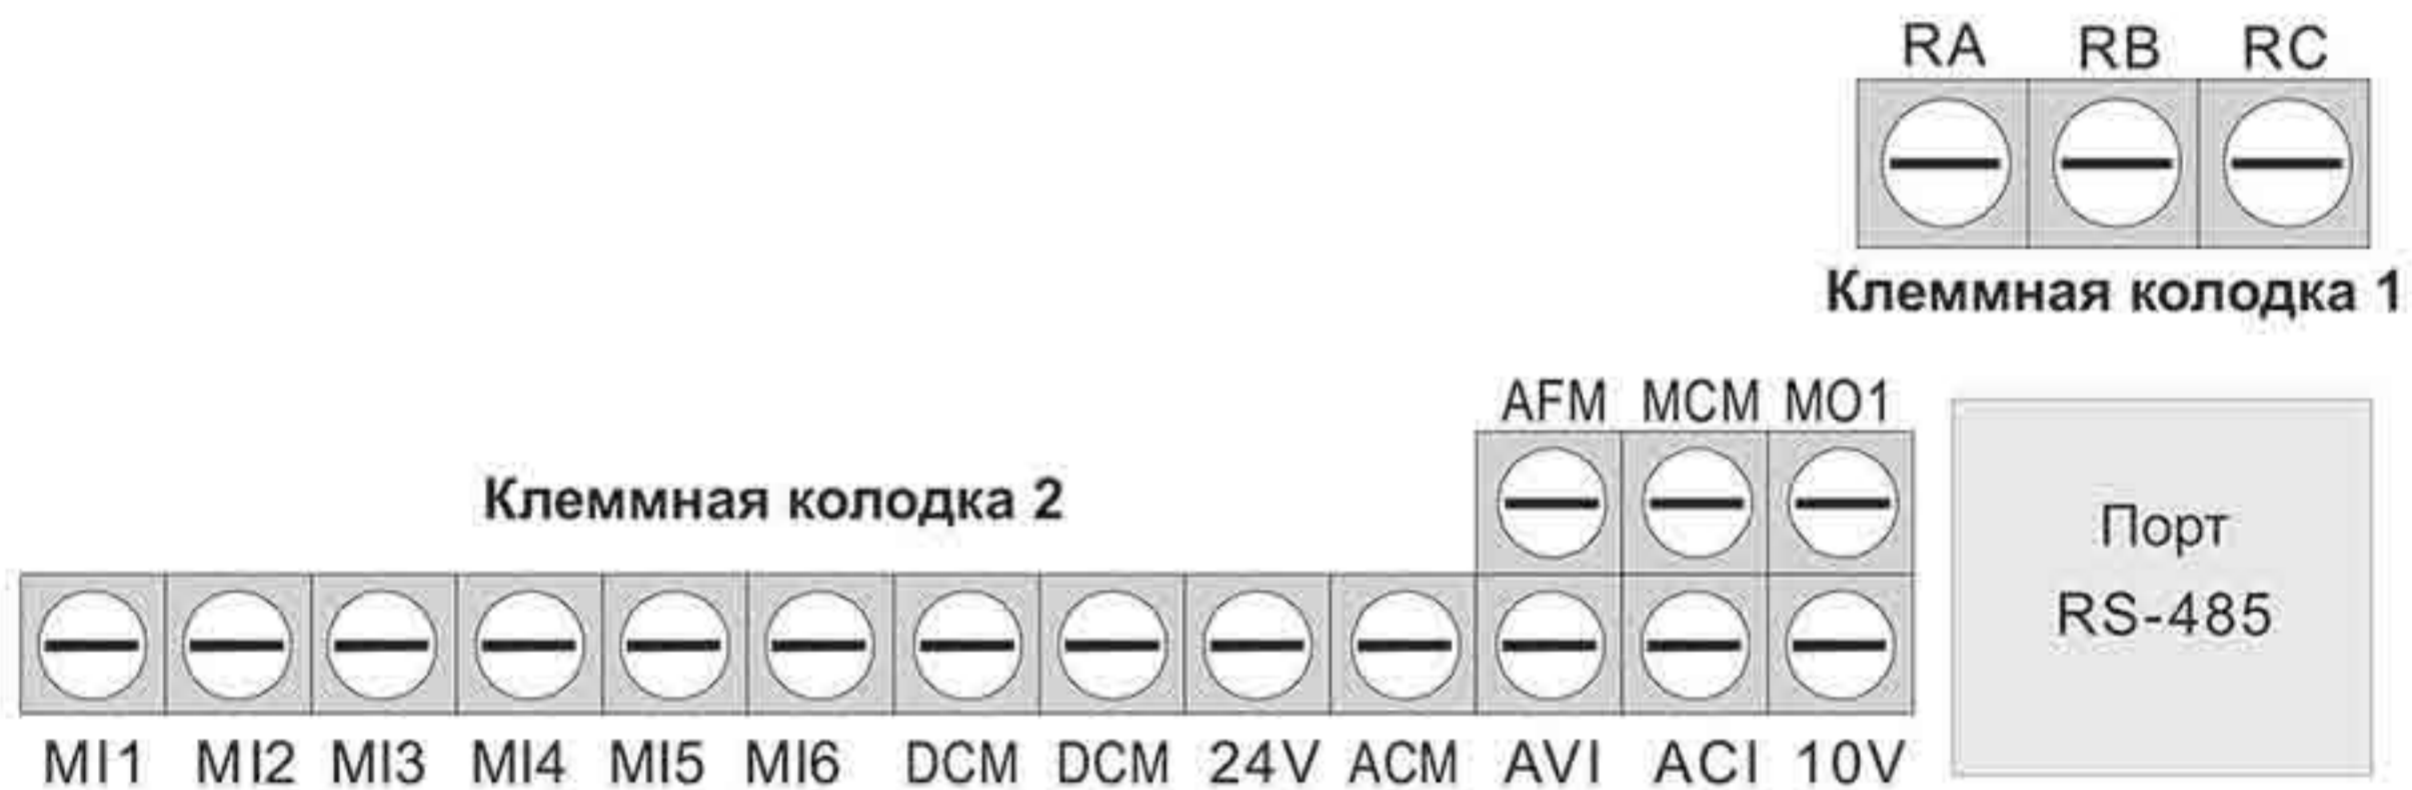 RA RB RC
Клеммная колодка 1
AFM MCM MO1
Клеммная колодка 2
Порт
RS-485
MI1 MI2 MI3 MI4 MI5 MI6 DCM DCM 24V ACM AVI ACI 10V